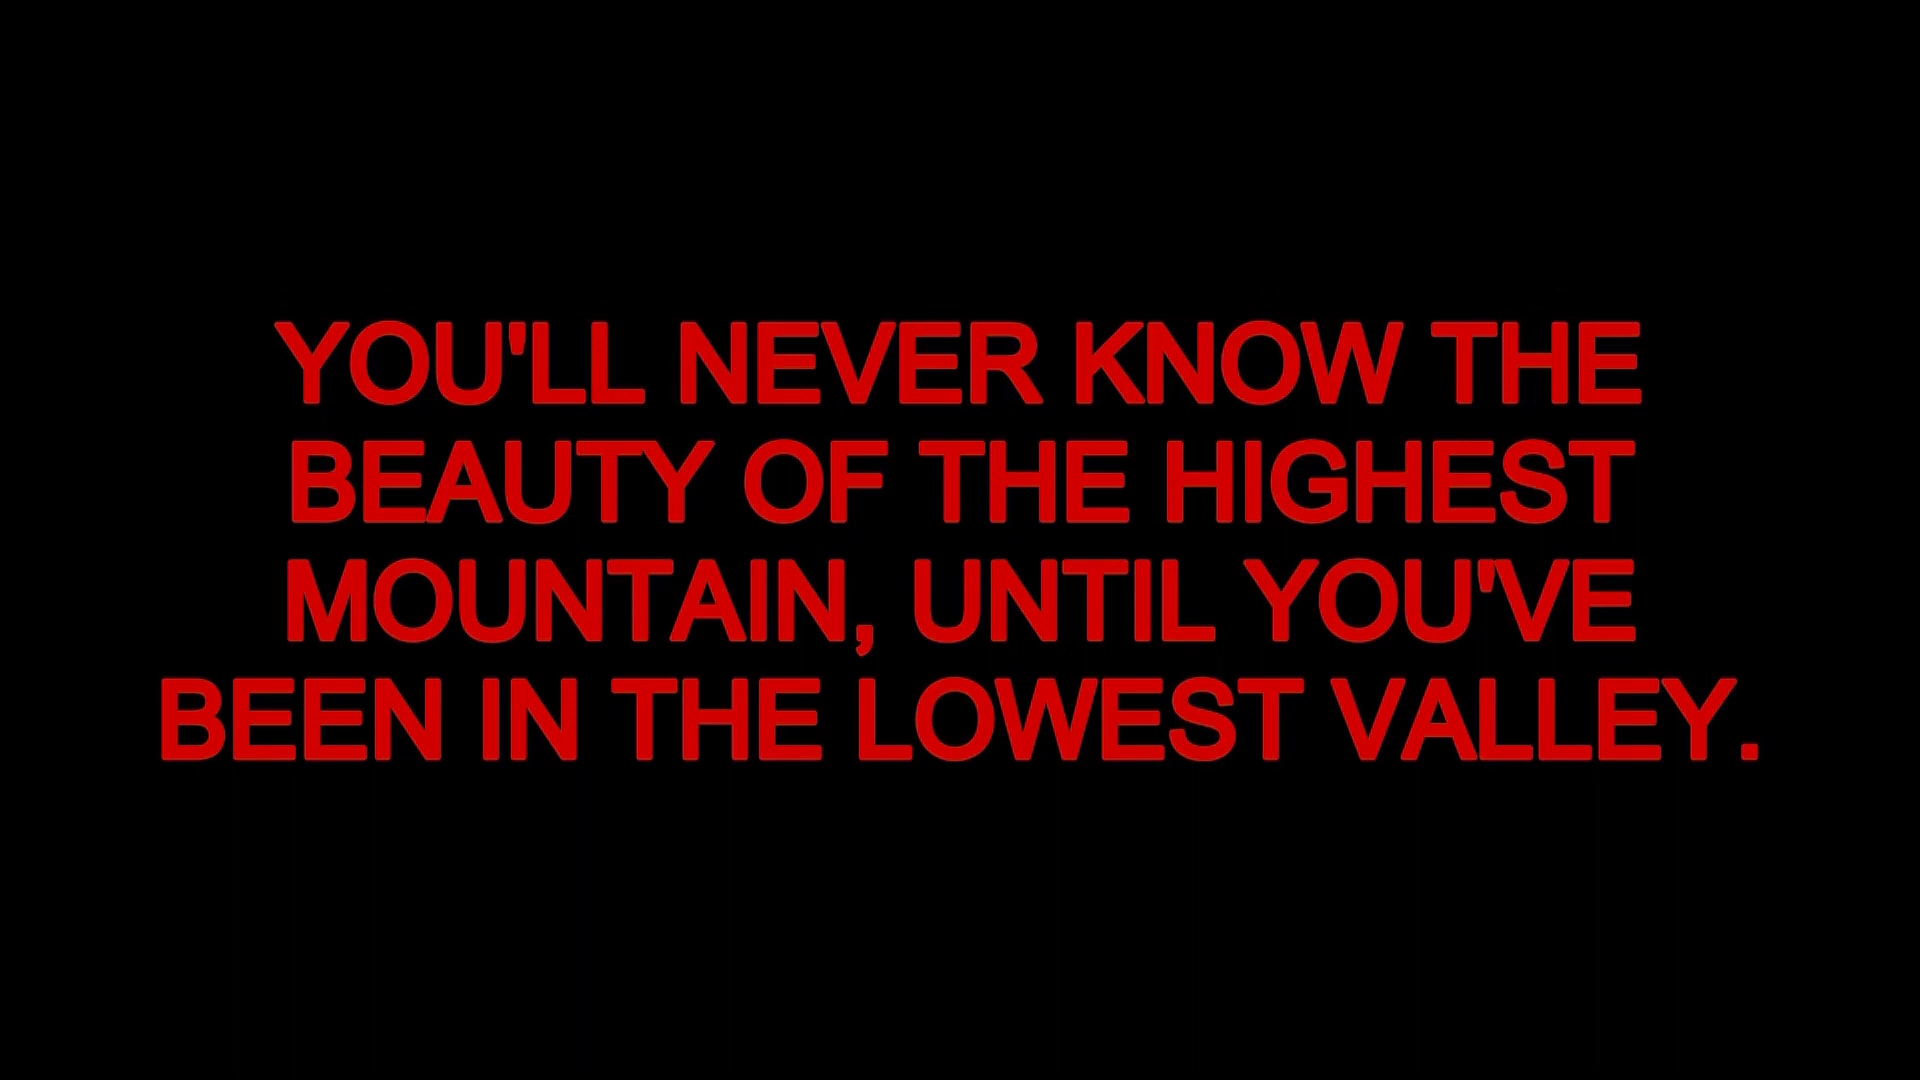 YOU'LL NEVER KNOW THE
BEAUTY OF THE HIGHEST
MOUNTAIN, UNTIL YOU'VE
BEEN IN THE LOWEST VALLEY.